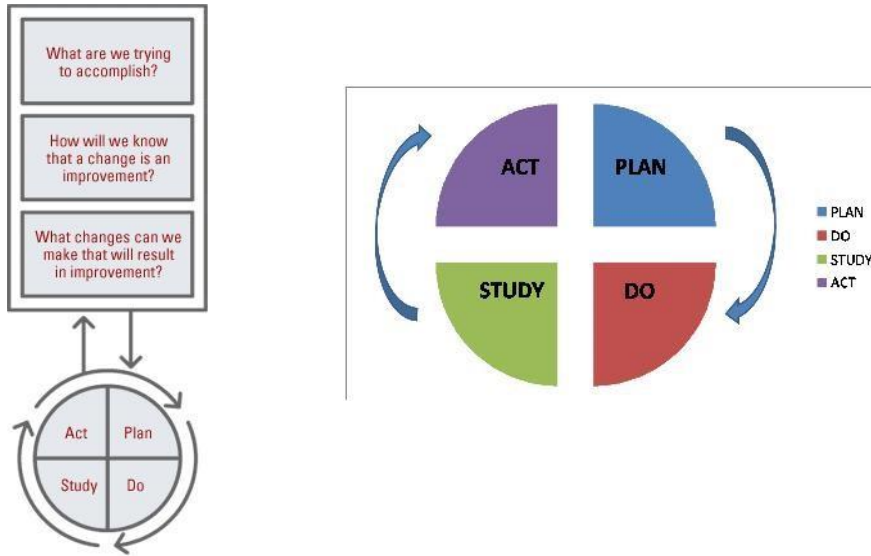 What are we trying
to accomplish?
How will we know
that a change is an
improvement?
What changes can we
make that will result
in improvement?
Act
Plan
Study
Do
ACT
PLAN
STUDY
DO
PLAN
DO
STUDY
ACT